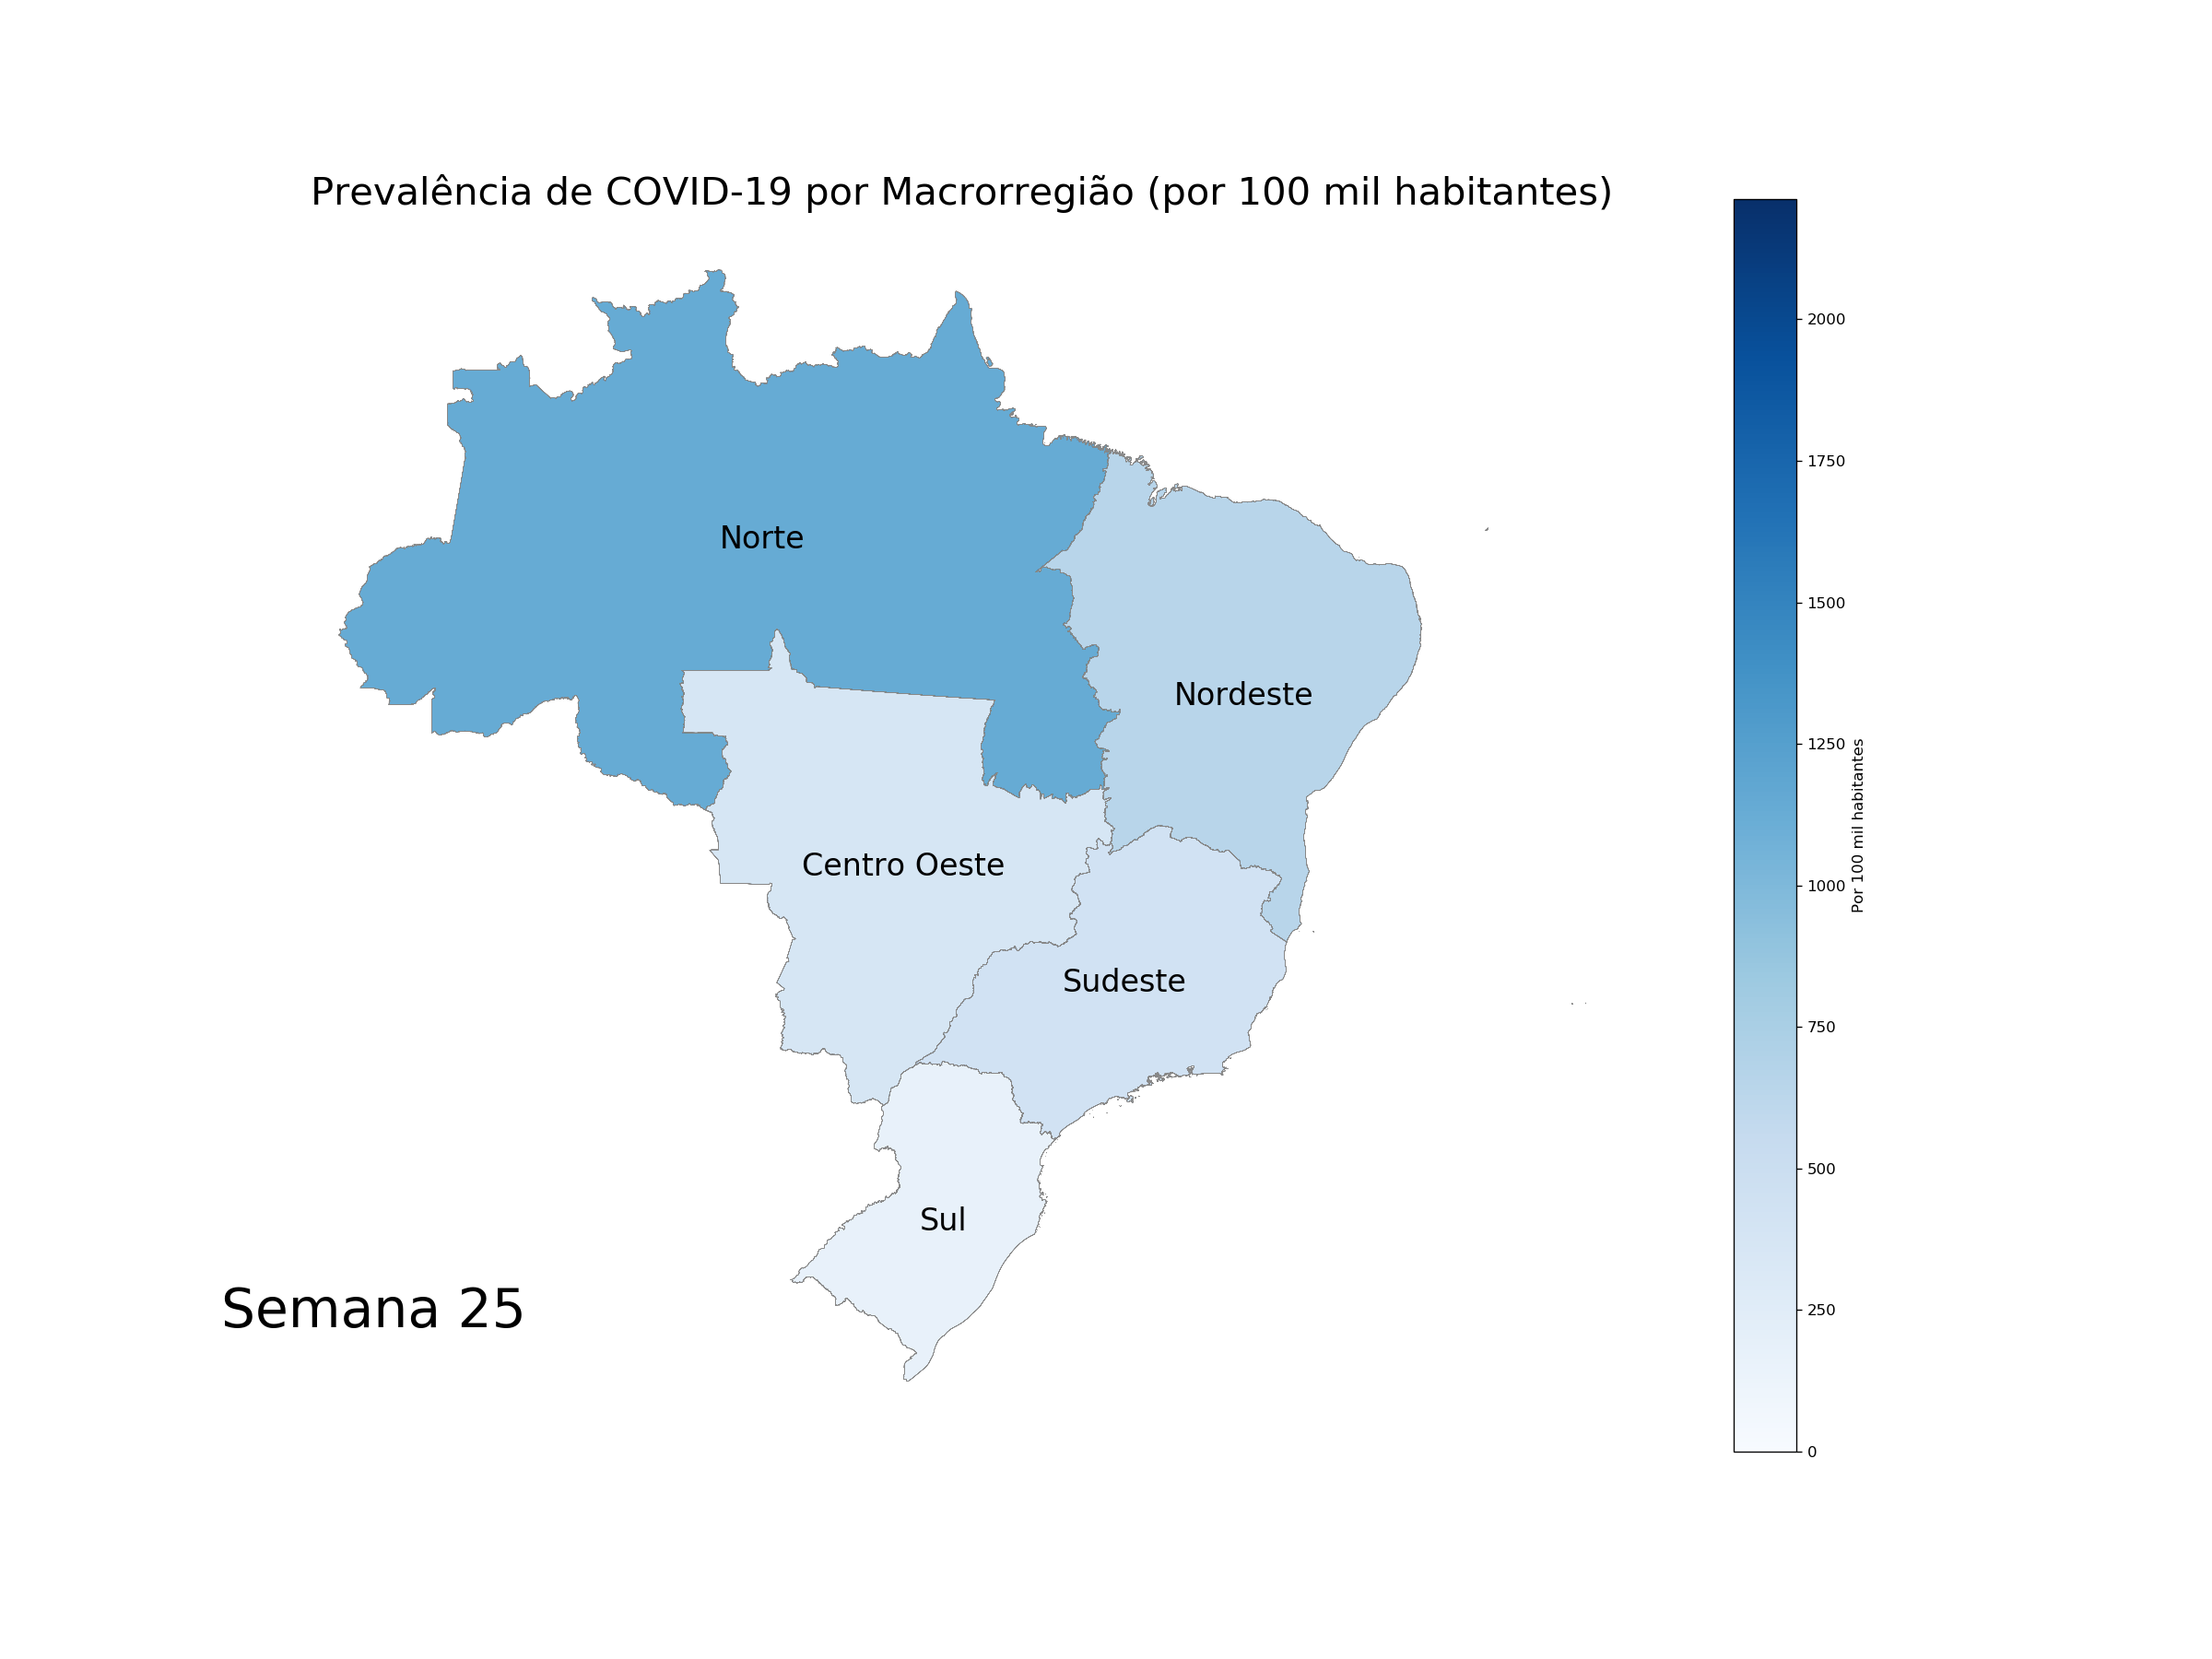 Prevalência de COVID-19 por Macrorregião (por 100 mil habitantes)
Norte
Nordeste
Centro Oeste
Sudeste
Sul
Semana 25
2000
1750
1500
1250
1000
750
500
250
0
Por 100 mil habitantes